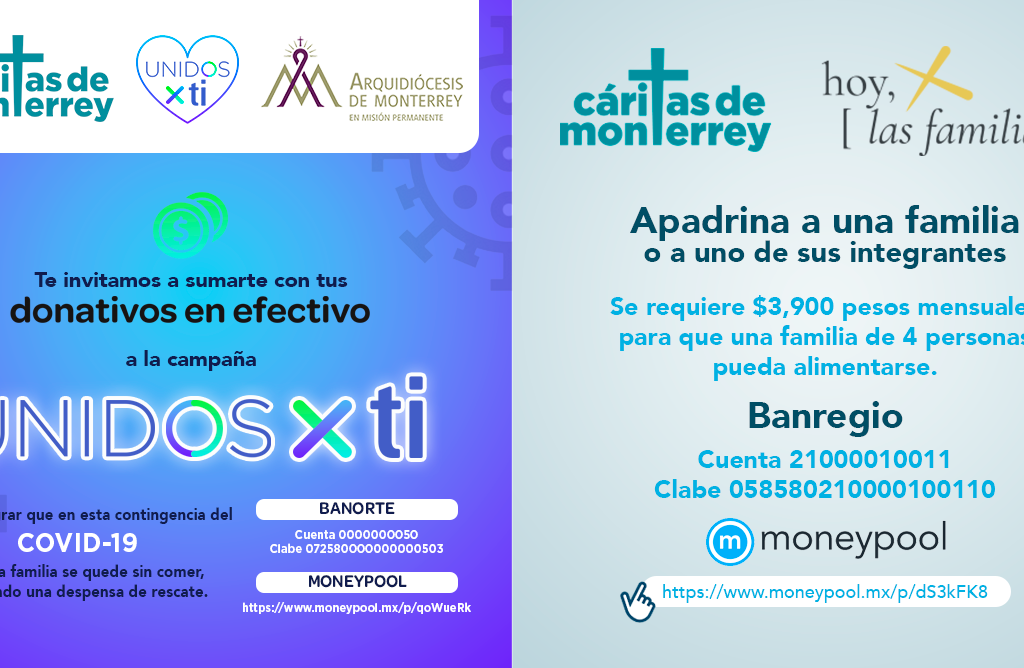 itas de
nterrey
UNIDOS
x ti
ARQUIDIÓCESIS
DE MONTERREY
EN MISIÓN PERMANENTE
Te invitamos a sumarte con tus
donativos en efectivo
a la campaña
UNIDOS x ti
rar que en esta contingencia del
COVID-19
a familia se quede sin comer,
do una despensa de rescate.
BANORTE
Cuenta 0000000050
Clabe 072580000000000503
MONEYPOOL
https://www.moneypool.mx/p/qoWueRk
cáritas de
monterrey
hoy, x
[ las famili
Apadrina a una familia
o a uno de sus integrantes
Se requiere $3,900 pesos mensuale
para que una familia de 4 personas
pueda alimentarse.
Banregio
Cuenta 21000010011
Clabe 058580210000100110
m moneypool
https://www.moneypool.mx/p/dS3kFK8